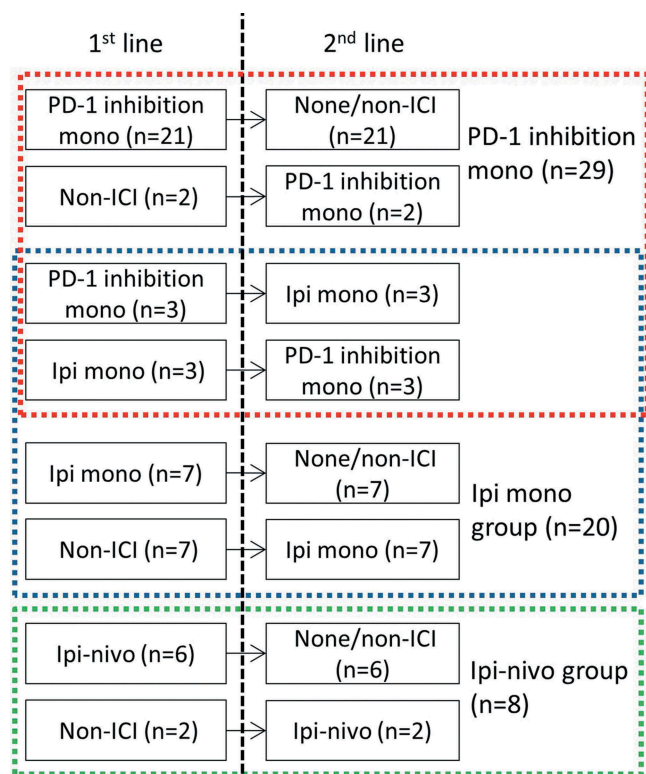 1st line
2nd line
PD-1 inhibition
mono (n=21)
None/non-ICI
(n=21)
PD-1 inhibition
mono (n=29)
Non-ICI (n=2)
PD-1 inhibition
mono (n=2)
PD-1 inhibition
mono (n=3)
Ipi mono (n=3)
Ipi mono (n=3)
PD-1 inhibition
mono (n=3)
Ipi mono (n=7)
None/non-ICI
(n=7)
Ipi mono
group (n=20)
Non-ICI (n=7)
Ipi mono (n=7)
Ipi-nivo (n=6)
None/non-ICI
(n=6)
Ipi-nivo group
(n=8)
Non-ICI (n=2)
Ipi-nivo (n=2)